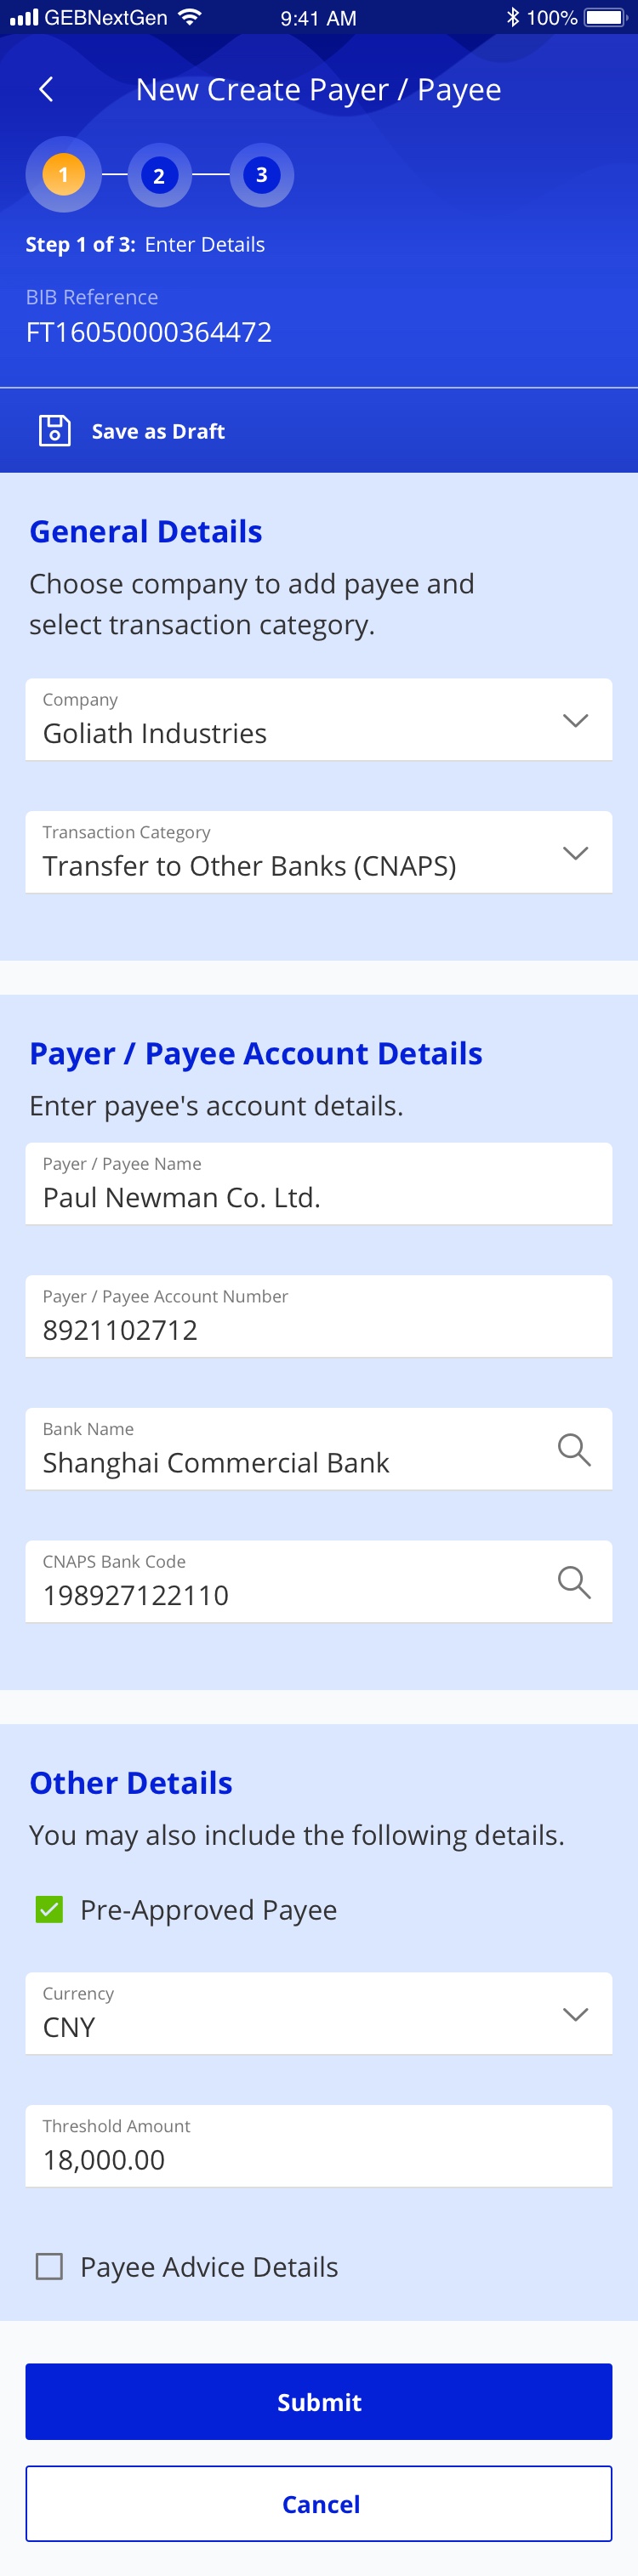 GEBNextGen 9:41 AM 100%
New Create Payer / Payee
1 2 3
Step 1 of 3: Enter Details
BIB Reference
FT16050000364472
Save as Draft
General Details
Choose company to add payee and
select transaction category.
Company
Goliath Industries
Transaction Category
Transfer to Other Banks (CNAPS)
Payer / Payee Account Details
Enter payee's account details.
Payer / Payee Name
Paul Newman Co. Ltd.
Payer / Payee Account Number
8921102712
Bank Name
Shanghai Commercial Bank
CNAPS Bank Code
198927122110
Other Details
You may also include the following details.
Pre-Approved Payee
Currency
CNY
Threshold Amount
18,000.00
Payee Advice Details
Submit
Cancel